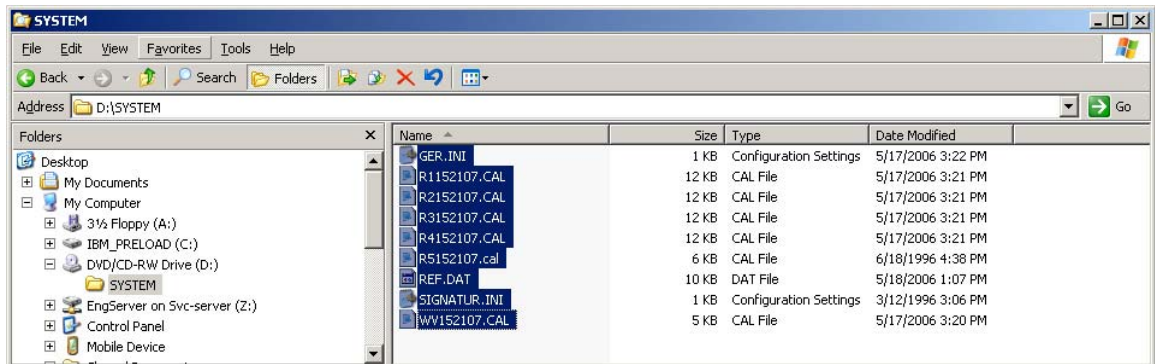 SYSTEM
File Edit View Favorites Tools Help
Back Search Folders
Address D:\SYSTEM Go
Folders
Desktop
My Documents
My Computer
3½ Floppy (A:)
IBM_PRELOAD (C:)
DVD/CD-RW Drive (D:)
SYSTEM
EngServer on Svc-server (Z:)
Control Panel
Mobile Device
Name Size Type Date Modified
GER.INI 1 KB Configuration Settings 5/17/2006 3:22 PM
R1152107.CAL 12 KB CAL File 5/17/2006 3:21 PM
R2152107.CAL 12 KB CAL File 5/17/2006 3:21 PM
R3152107.CAL 12 KB CAL File 5/17/2006 3:21 PM
R4152107.CAL 12 KB CAL File 5/17/2006 3:21 PM
R5152107.cal 6 KB CAL File 6/18/1996 4:38 PM
REF.DAT 10 KB DAT File 5/18/2006 1:07 PM
SIGNATUR.INI 1 KB Configuration Settings 3/12/1996 3:06 PM
WV152107.CAL 5 KB CAL File 5/17/2006 3:20 PM